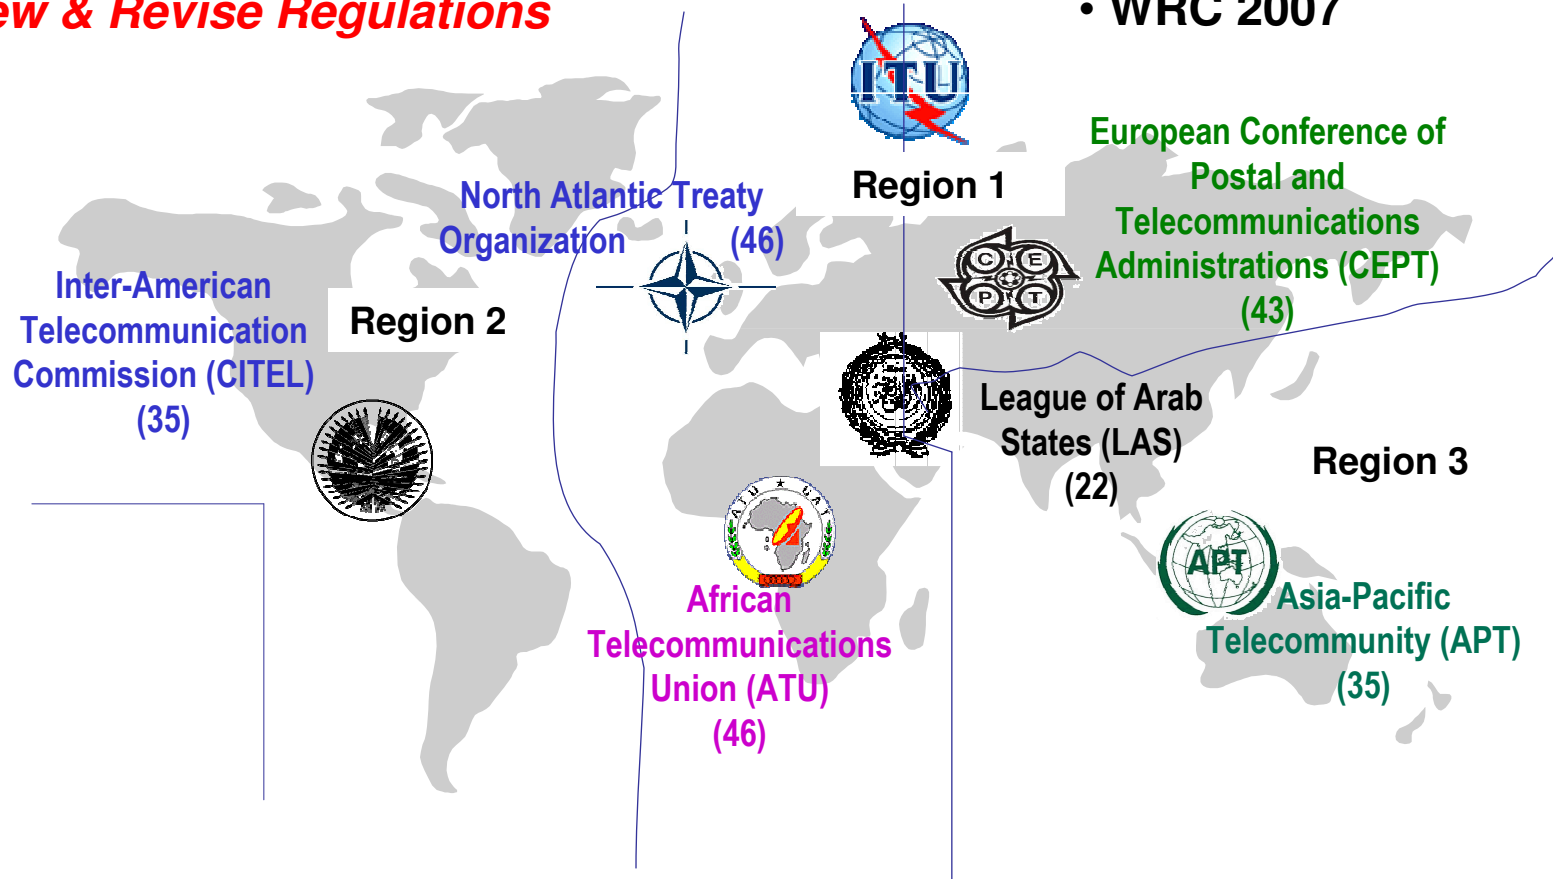 & Revise Regulations
• WRC 2007
ITU
Region 1
European Conference of
Postal and
Telecommunications
Administrations (CEPT)
(43)
North Atlantic Treaty
Organization (46)
C E
P T
Inter-American
Telecommunication
Commission (CITEL)
(35)
Region 2
League of Arab
States (LAS)
(22)
Region 3
ATU ★ UAT
African
Telecommunications
Union (ATU)
(46)
APT
Asia-Pacific
Telecommunity (APT)
(35)